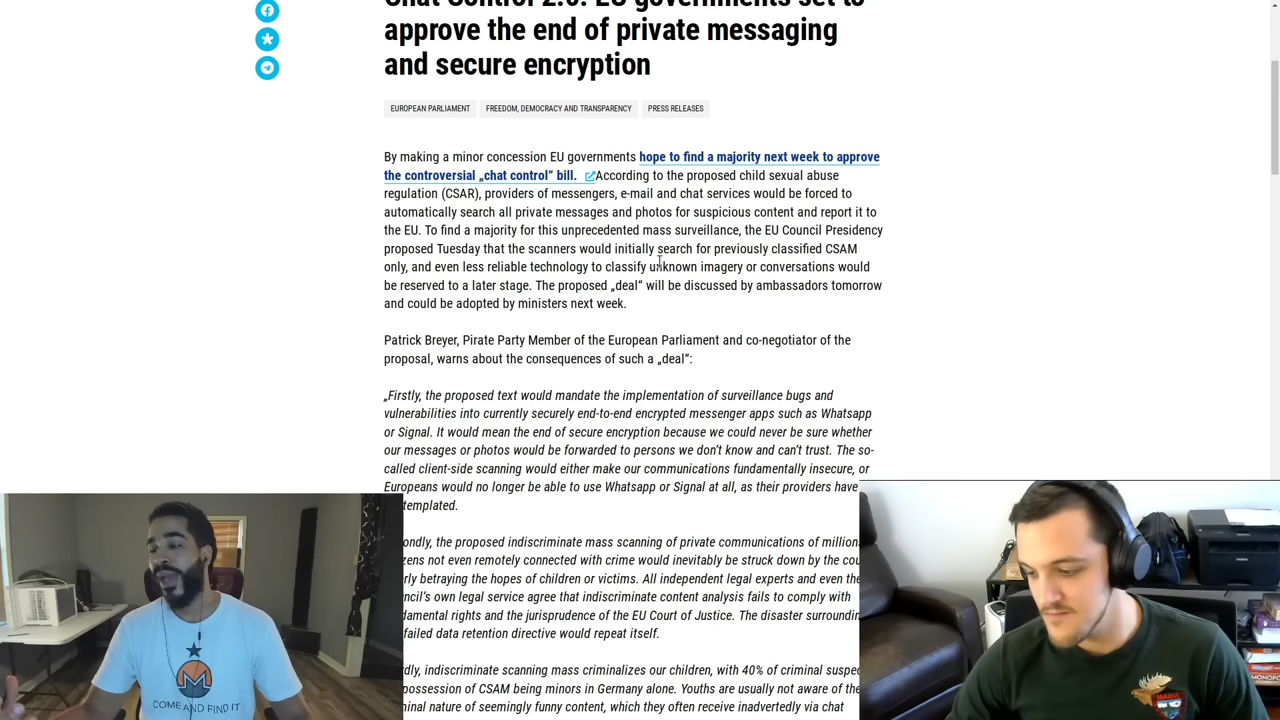 Chat Control 2.0: EU governments set to
approve the end of private messaging
and secure encryption
EUROPEAN PARLIAMENT
FREEDOM, DEMOCRACY AND TRANSPARENCY
PRESS RELEASES
By making a minor concession EU governments hope to find a majority next week to approve
the controversial „chat control“ bill. According to the proposed child sexual abuse
regulation (CSAR), providers of messengers, e-mail and chat services would be forced to
automatically search all private messages and photos for suspicious content and report it to
the EU. To find a majority for this unprecedented mass surveillance, the EU Council Presidency
proposed Tuesday that the scanners would initially search for previously classified CSAM
only, and even less reliable technology to classify unknown imagery or conversations would
be reserved to a later stage. The proposed „deal“ will be discussed by ambassadors tomorrow
and could be adopted by ministers next week.
Patrick Breyer, Pirate Party Member of the European Parliament and co-negotiator of the
proposal, warns about the consequences of such a „deal“:
„Firstly, the proposed text would mandate the implementation of surveillance bugs and
vulnerabilities into currently securely end-to-end encrypted messenger apps such as Whatsapp
or Signal. It would mean the end of secure encryption because we could never be sure whether
our messages or photos would be forwarded to persons we don’t know and can’t trust. The so-
called client-side scanning would either make our communications fundamentally insecure, or
Europeans would no longer be able to use Whatsapp or Signal at all, as their providers have
templated.
ondly, the proposed indiscriminate mass scanning of private communications of million
zens not even remotely connected with crime would inevitably be struck down by the cou
rly betraying the hopes of children or victims. All independent legal experts and even the
ncil’s own legal service agree that indiscriminate content analysis fails to comply with
damental rights and the jurisprudence of the EU Court of Justice. The disaster surroundin
failed data retention directive would repeat itself.
dly, indiscriminate scanning mass criminalizes our children, with 40% of criminal suspec
possession of CSAM being minors in Germany alone. Youths are usually not aware of the
inal nature of seemingly funny content, which they often receive inadvertedly via chat
COME AND FIND IT
MAINE